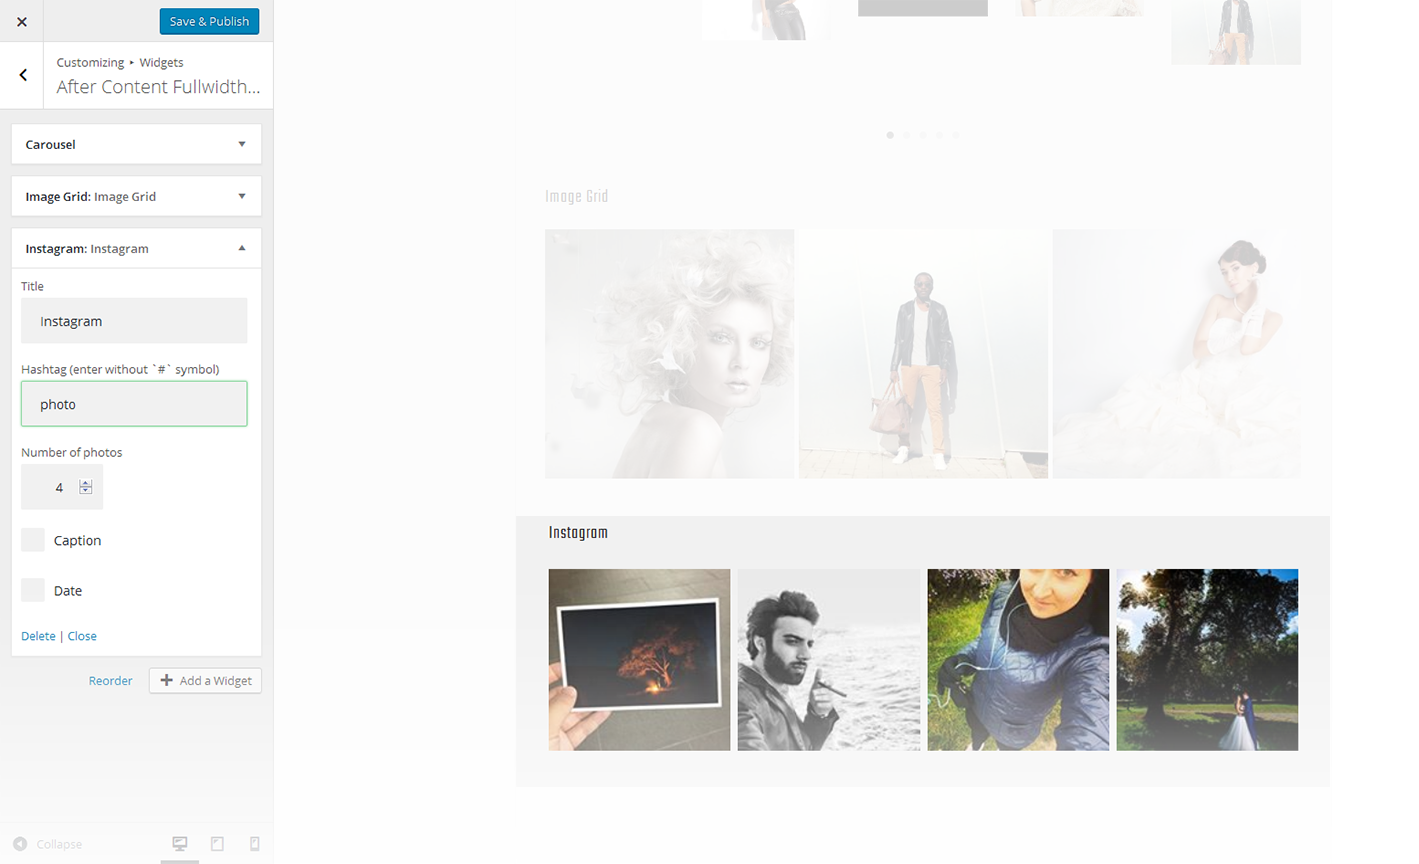 Save & Publish
Customizing ▸ Widgets
After Content Fullwidth...
Carousel
Image Grid: Image Grid
Instagram: Instagram
Title
Instagram
Hashtag (enter without `#` symbol)
photo
Number of photos
4
Caption
Date
Delete | Close
Reorder
Add a Widget
Collapse
Image Grid
Instagram